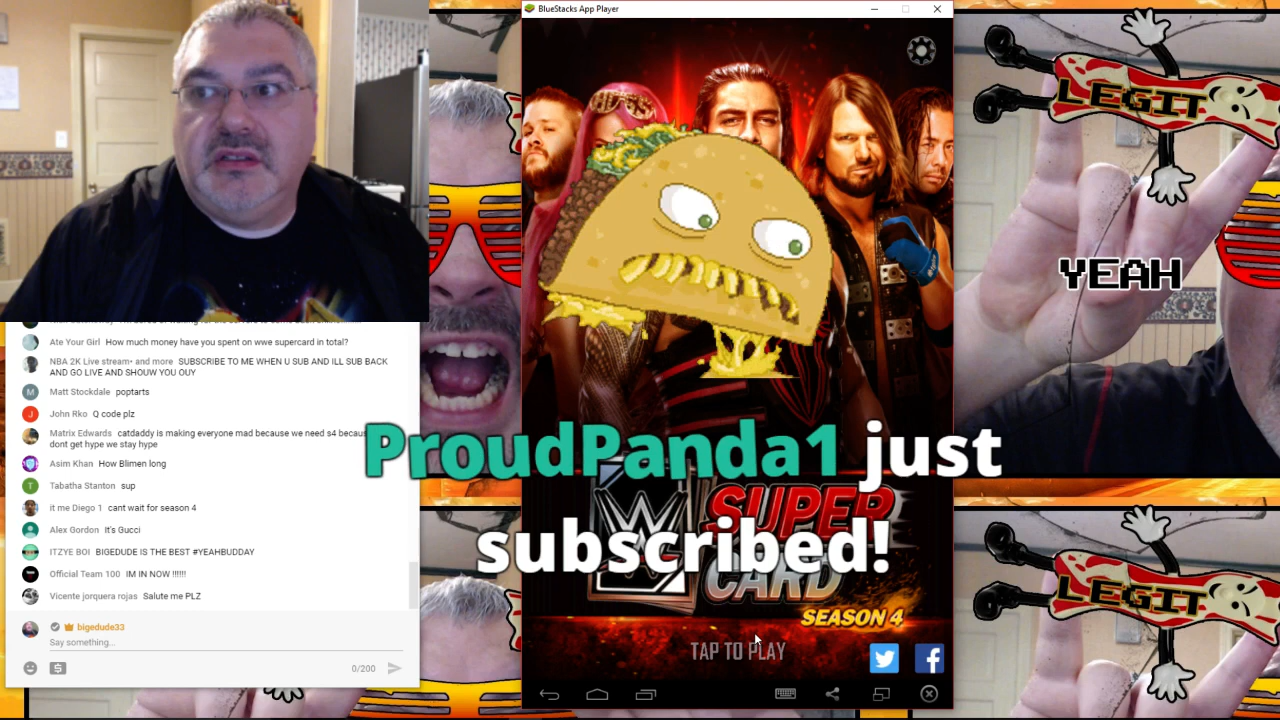 BlueStacks App Player
LEGIT
YEAH
Ate Your Girl How much money have you spent on wwe supercard in total?
NBA 2K Live stream• and more SUBSCRIBE TO ME WHEN U SUB AND ILL SUB BACK
AND GO LIVE AND SHOUW YOU OUY
Matt Stockdale poptarts
John Rko Q code plz
Matrix Edwards catdaddy is making everyone mad because we need s4
dont get hype we stay hype
Asim Khan How Blimen long
Tabatha Stanton sup
it me Diego 1 cant wait for season 4
Alex Gordon It's Gucci
ITZYE BOI BIGEDUDE IS THE BEST #YEAHBUDDAY
Official Team 100 IM IN NOW !!!!!!
Vicente jorquera rojas Salute me PLZ
bigedude33
Say something...
0/200
ProudPanda1 just
subscribed!
SUPER
CARD
SEASON 4
TAP TO PLAY
LEGIT